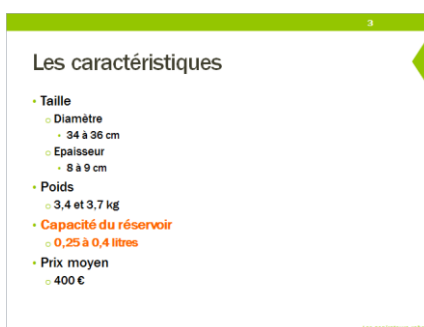 3
Les caractéristiques
• Taille
o Diamètre
• 34 à 36 cm
o Epaisseur
• 8 à 9 cm
• Poids
o 3,4 et 3,7 kg
• Capacité du réservoir
o 0,25 à 0,4 litres
• Prix moyen
o 400 €